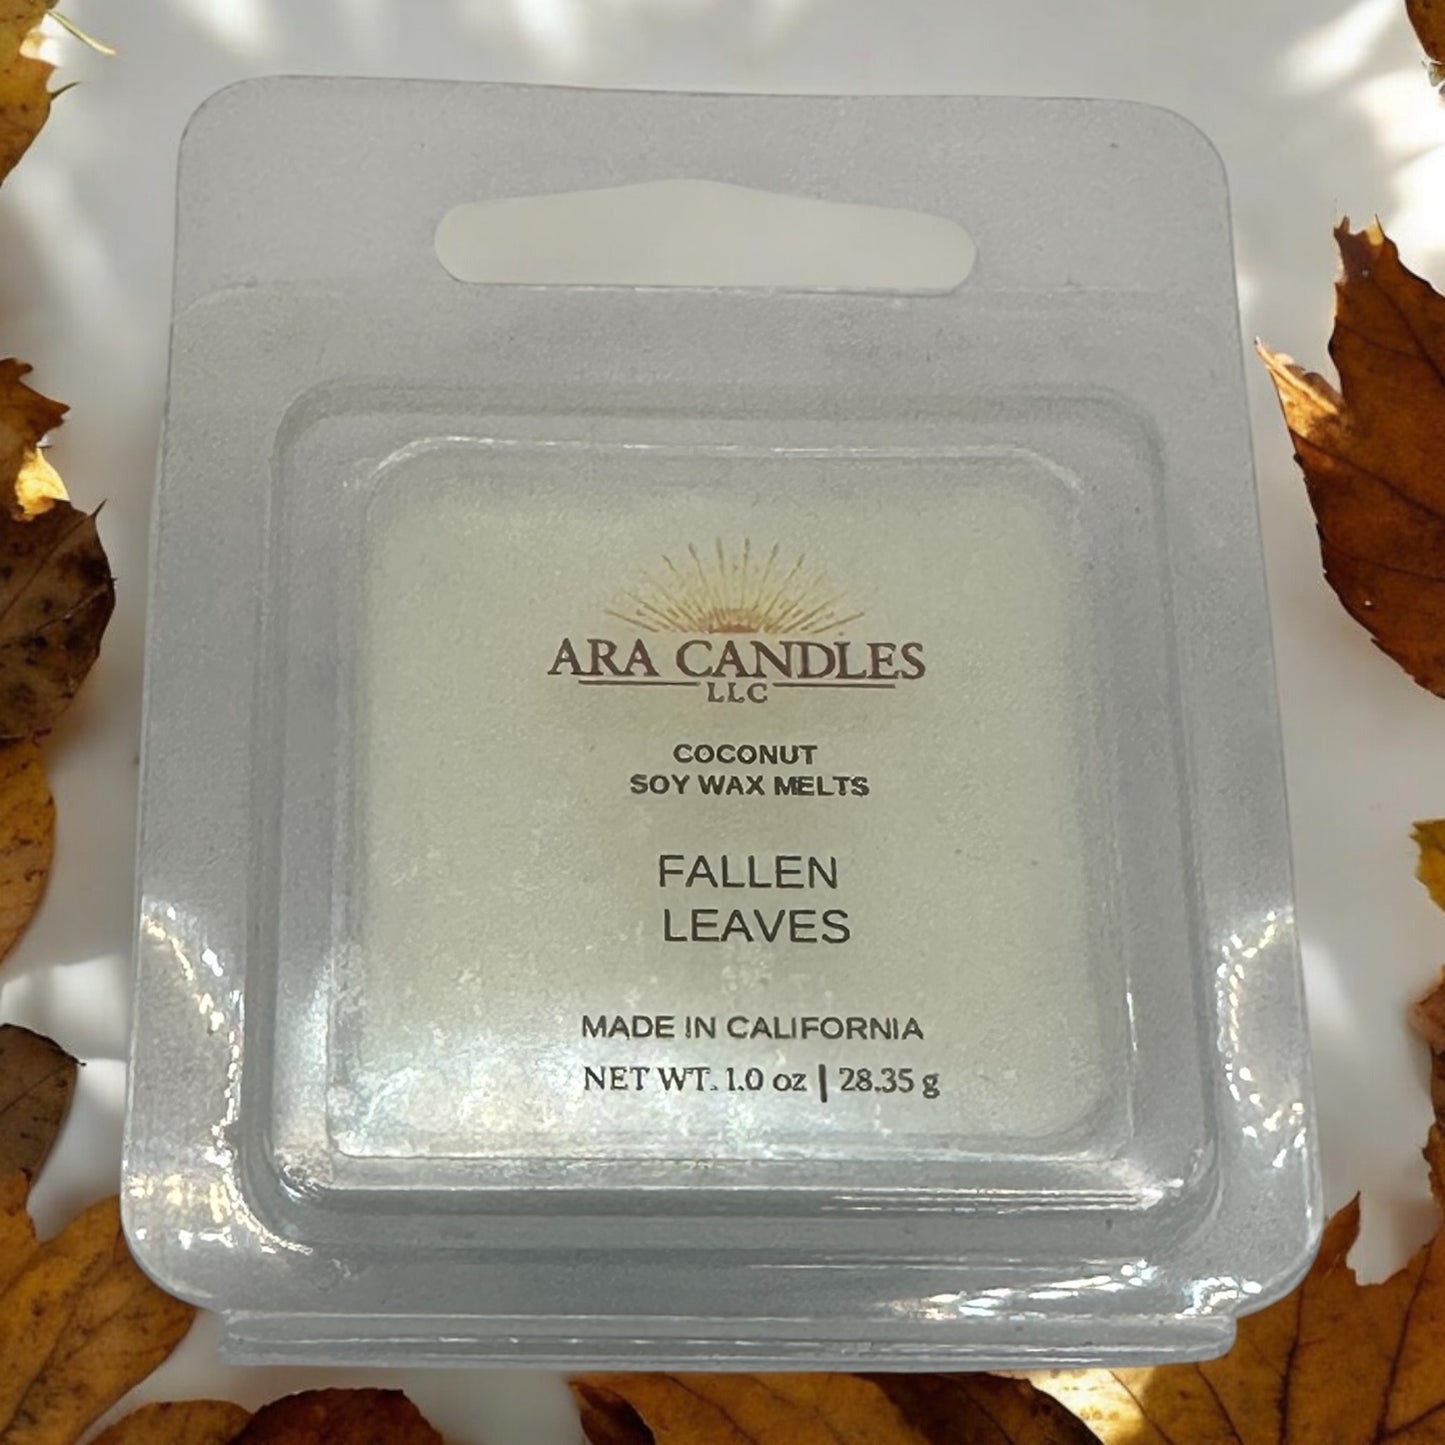 ARA CANDLES
LLC
COCONUT
SOY WAX MELTS
FALLEN
LEAVES
MADE IN CALIFORNIA
NET WT. 1.0 oz | 28.35 g